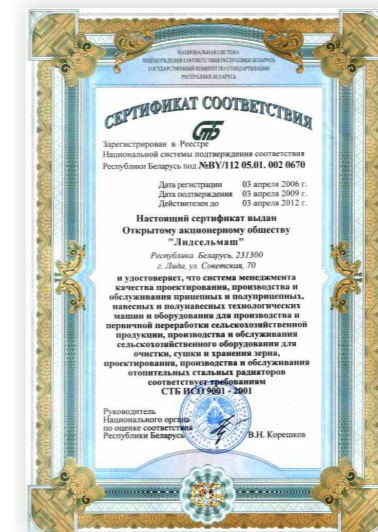 НАЦИОНАЛЬНАЯ СИСТЕМА
ПОДТВЕРЖДЕНИЯ СООТВЕТСТВИЯ РЕСПУБЛИКИ БЕЛАРУСЬ
ГОСУДАРСТВЕННЫЙ КОМИТЕТ ПО СТАНДАРТИЗАЦИИ
РЕСПУБЛИКИ БЕЛАРУСЬ
СЕРТИФИКАТ СООТВЕТСТВИЯ
СТБ
Зарегистрирован в Реестре
Национальной системы подтверждения соответствия
Республики Беларусь под №BY/112 05.01. 002 0670
Дата регистрации 03 апреля 2006 г.
Дата подтверждения 03 апреля 2009 г.
Действителен до 03 апреля 2012 г.
Настоящий сертификат выдан
Открытому акционерному обществу
"Лидсельмаш"
Республика Беларусь, 231300
г. Лида, ул. Советская, 70
и удостоверяет, что система менеджмента
качества проектирования, производства и
обслуживания прицепных и полуприцепных,
навесных и полунавесных технологических
машин и оборудования для производства и
первичной переработки сельскохозяйственной
продукции, производства и обслуживания
сельскохозяйственного оборудования для
очистки, сушки и хранения зерна,
проектирования, производства и обслуживания
отопительных стальных радиаторов
соответствует требованиям
СТБ ИСО 9001 - 2001
Руководитель
Национального органа
по оценке соответствия
Республики Беларусь В.Н. Корешков